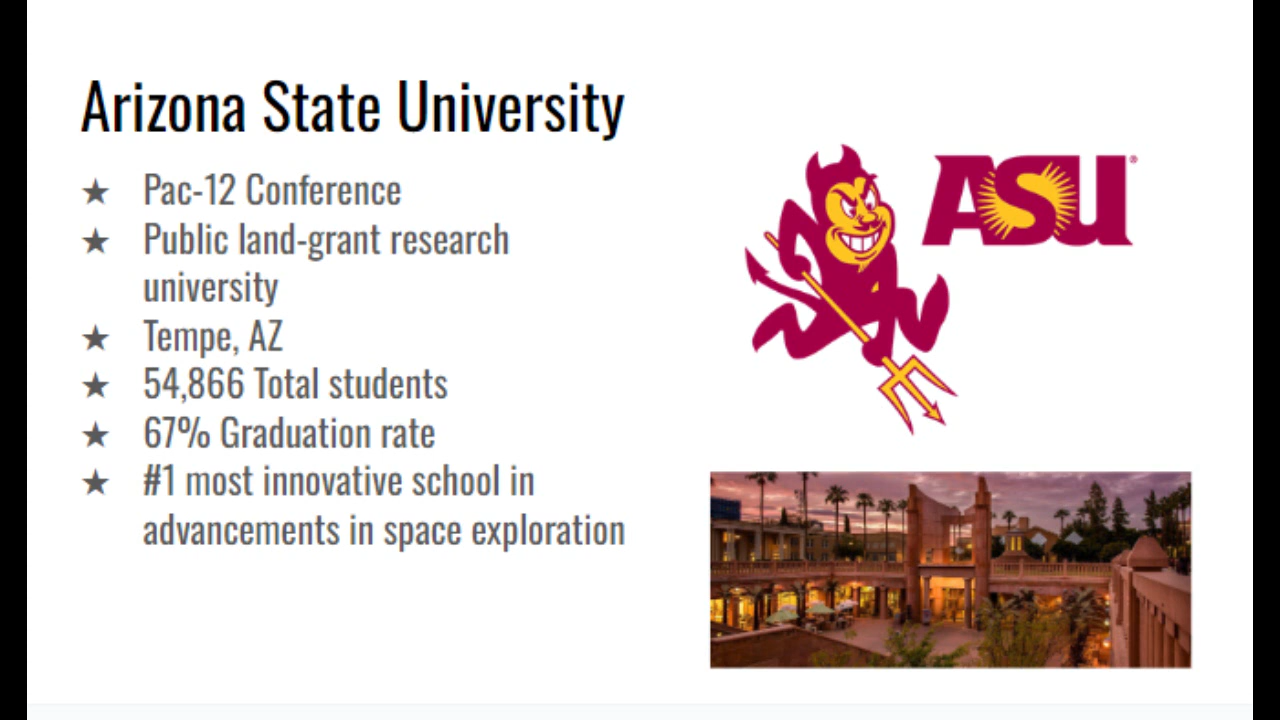 Arizona State University
★ Pac-12 Conference
★ Public land-grant research
university
★ Tempe, AZ
★ 54,866 Total students
★ 67% Graduation rate
★ #1 most innovative school in
advancements in space exploration
ASU®